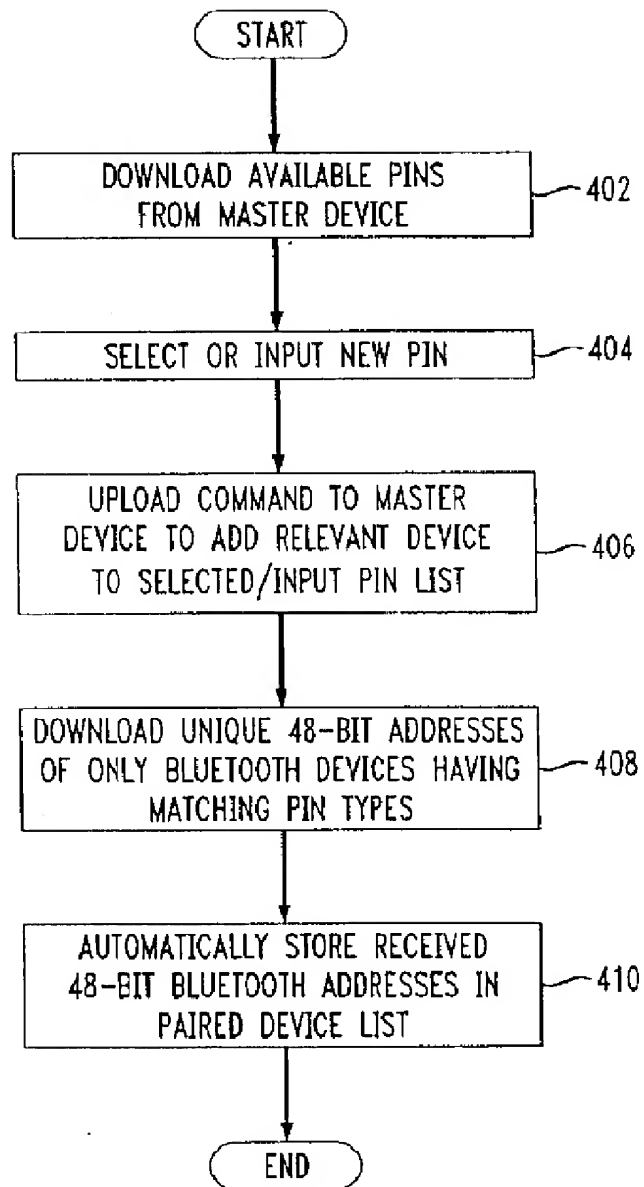 START
DOWNLOAD AVAILABLE PINS
FROM MASTER DEVICE
402
SELECT OR INPUT NEW PIN
404
UPLOAD COMMAND TO MASTER
DEVICE TO ADD RELEVANT DEVICE
TO SELECTED/INPUT PIN LIST
406
DOWNLOAD UNIQUE 48-BIT ADDRESSES
OF ONLY BLUETOOTH DEVICES HAVING
MATCHING PIN TYPES
408
AUTOMATICALLY STORE RECEIVED
48-BIT BLUETOOTH ADDRESSES IN
PAIRED DEVICE LIST
410
END